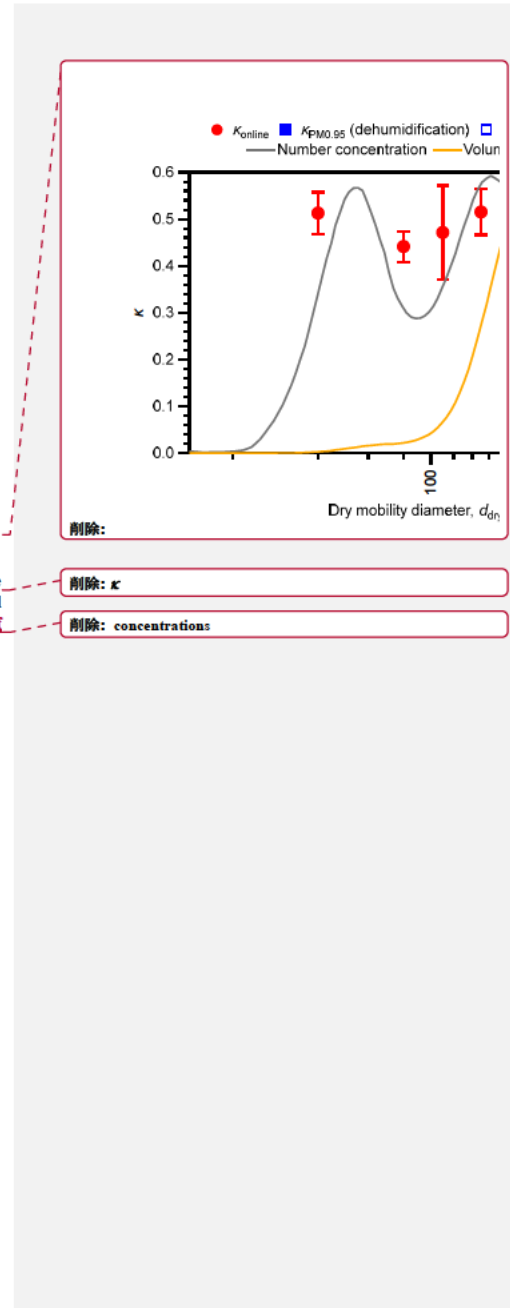 κonline κPM0.95 (dehumidification)
Number concentration
0.6
0.5
0.4
κ 0.3
0.2
0.1
0.0
100
Dry mobility diameter,
削除:
削除: κ
削除: concentrations